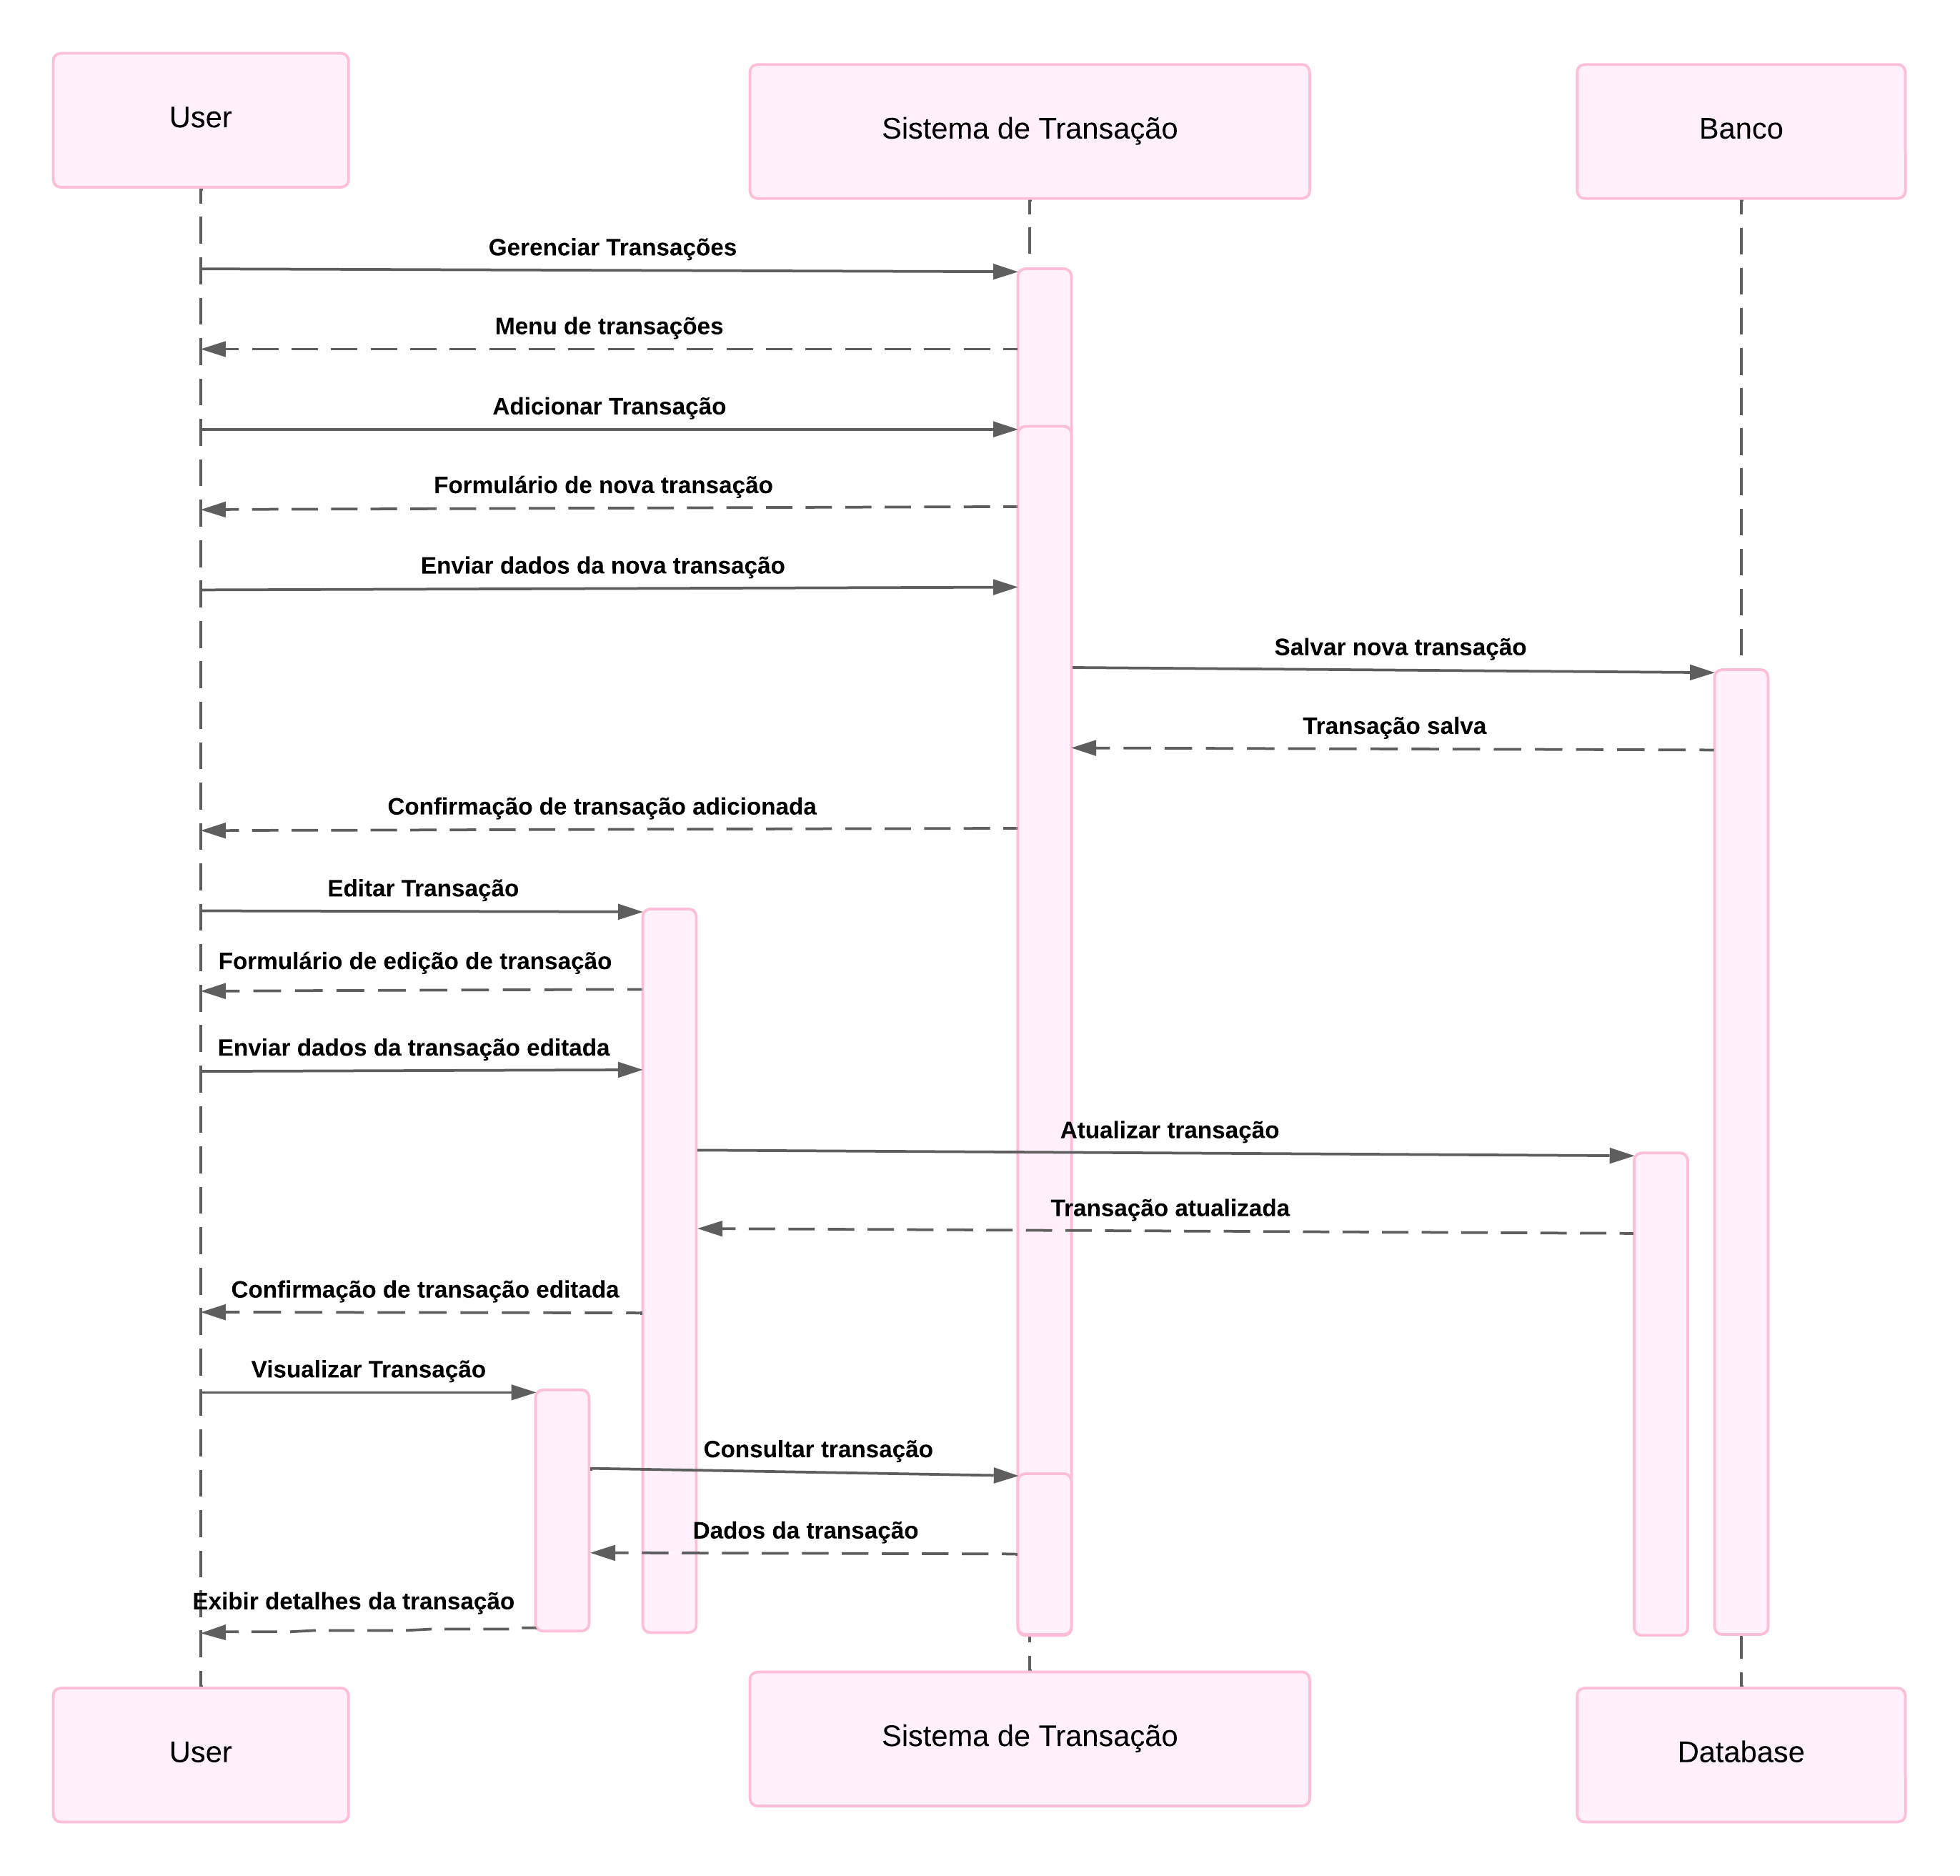 User
Sistema de Transação
Banco
Gerenciar Transações
Menu de transações
Adicionar Transação
Formulário de nova transação
Enviar dados da nova transação
Salvar nova transação
Transação salva
Confirmação de transação adicionada
Editar Transação
Formulário de edição de transação
Enviar dados da transação editada
Atualizar transação
Transação atualizada
Confirmação de transação editada
Visualizar Transação
Consultar transação
Dados da transação
Exibir detalhes da transação
User
Sistema de Transação
Database